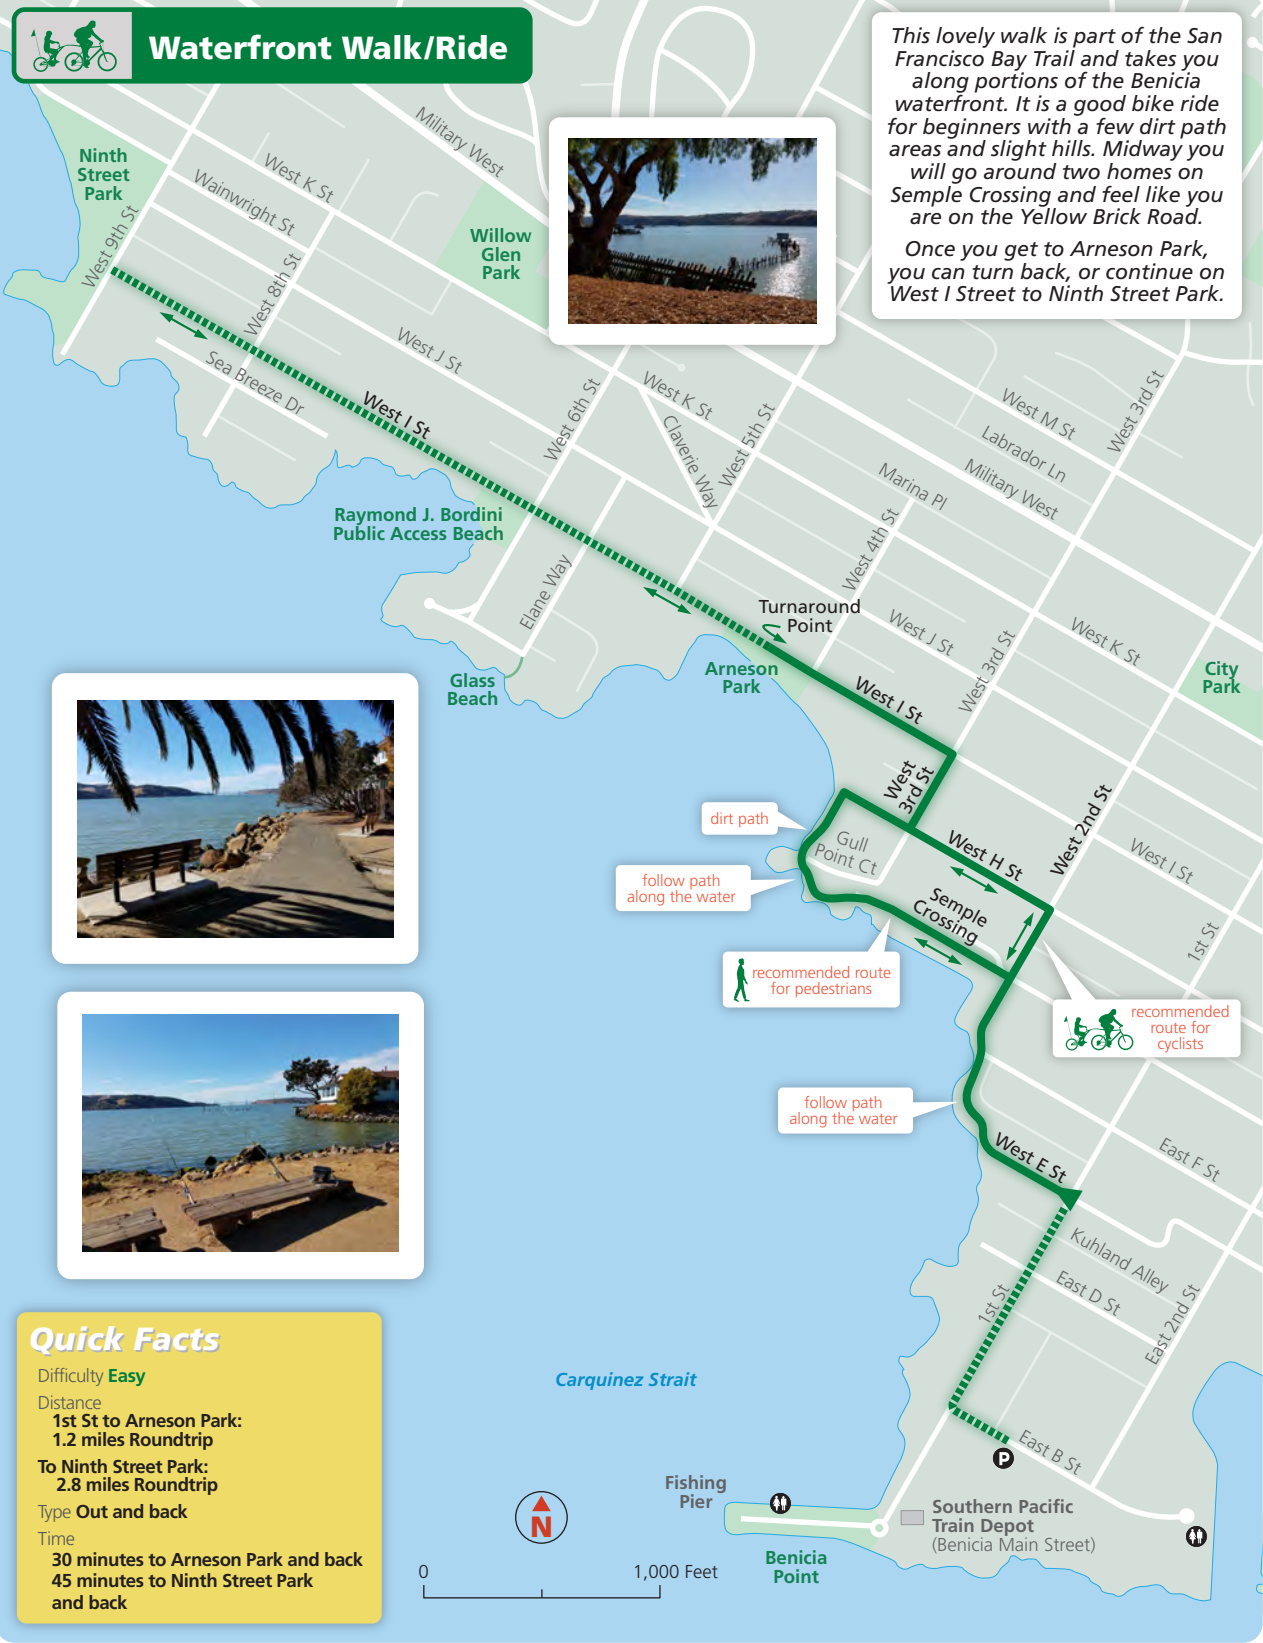 Waterfront Walk/Ride
This lovely walk is part of the San
Francisco Bay Trail and takes you
along portions of the Benicia
waterfront. It is a good bike ride
for beginners with a few dirt path
areas and slight hills. Midway you
will go around two homes on
Semple Crossing and feel like you
are on the Yellow Brick Road.
Once you get to Arneson Park,
you can turn back, or continue on
West I Street to Ninth Street Park.
Military West
Ninth
Street
Park
West K St
Wainwright St
West 9th St
West 8th St
Willow
Glen
Park
West J St
Sea Breeze Dr
West I St
West 6th St
West K St
Claverie Way
West 5th St
West M St
West 3rd St
Labrador Ln
Military West
Marina Pl
West 4th St
Raymond J. Bordini
Public Access Beach
Elane Way
Turnaround
Point
West J St
West K St
West 3rd St
City
Park
Glass
Beach
Arneson
Park
West I St
West
3rd St
West 2nd St
dirt path
Gull
Point Ct
West H St
West I St
follow path
along the water
Semple
Crossing
1st St
recommended route
for pedestrians
recommended
route for
cyclists
follow path
along the water
West E St
East F St
Kuhland Alley
East D St
1st St
East 2nd St
Quick Facts
Difficulty Easy
Distance
1st St to Arneson Park:
1.2 miles Roundtrip
To Ninth Street Park:
2.8 miles Roundtrip
Type Out and back
Time
30 minutes to Arneson Park and back
45 minutes to Ninth Street Park
and back
Carquinez Strait
East B St
P
Fishing
Pier
N
Southern Pacific
Train Depot
(Benicia Main Street)
Benicia
Point
0 1,000 Feet